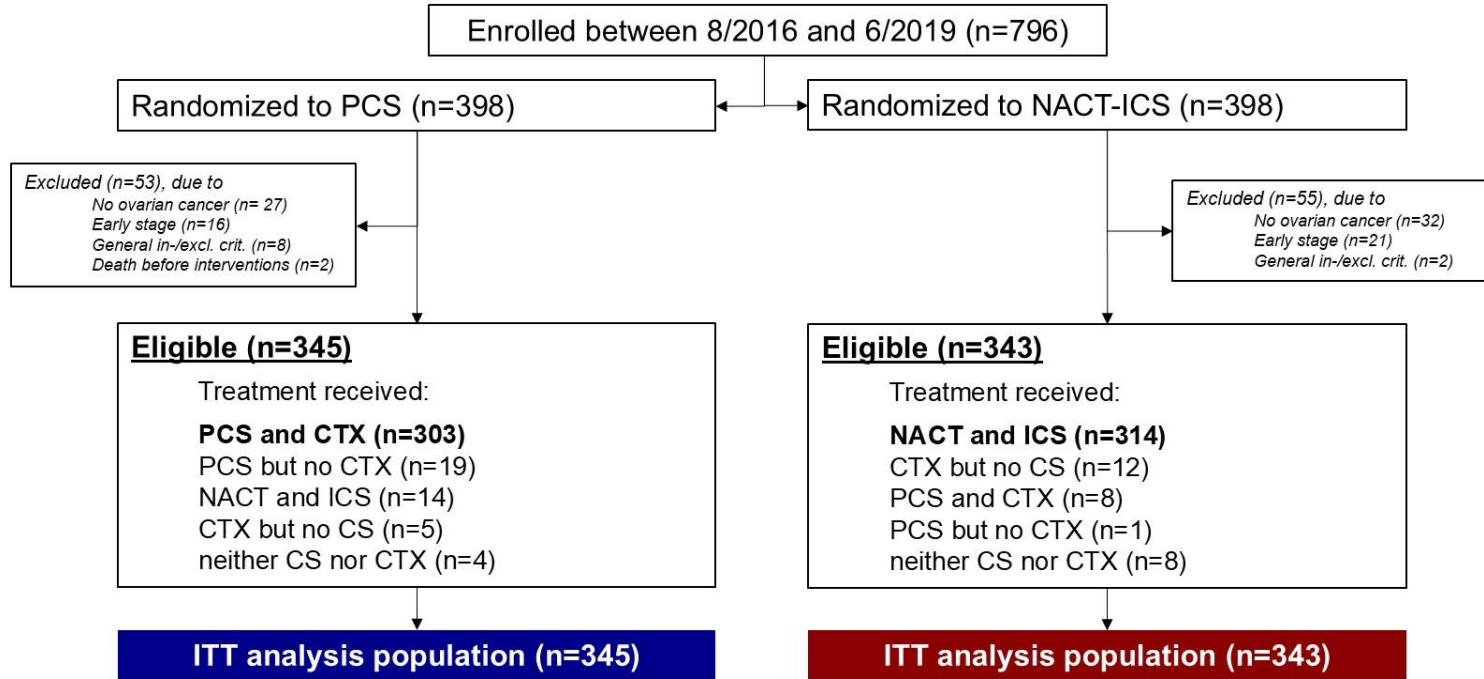 Enrolled between 8/2016 and 6/2019 (n=796)
Randomized to PCS (n=398)
Randomized to NACT-ICS (n=398)
Excluded (n=53), due to
No ovarian cancer (n= 27)
Early stage (n=16)
General in-/excl. crit. (n=8)
Death before interventions (n=2)
Excluded (n=55), due to
No ovarian cancer (n=32)
Early stage (n=21)
General in-/excl. crit. (n=2)
Eligible (n=345)
Treatment received:
PCS and CTX (n=303)
PCS but no CTX (n=19)
NACT and ICS (n=14)
CTX but no CS (n=5)
neither CS nor CTX (n=4)
Eligible (n=343)
Treatment received:
NACT and ICS (n=314)
CTX but no CS (n=12)
PCS and CTX (n=8)
PCS but no CTX (n=1)
neither CS nor CTX (n=8)
ITT analysis population (n=345)
ITT analysis population (n=343)